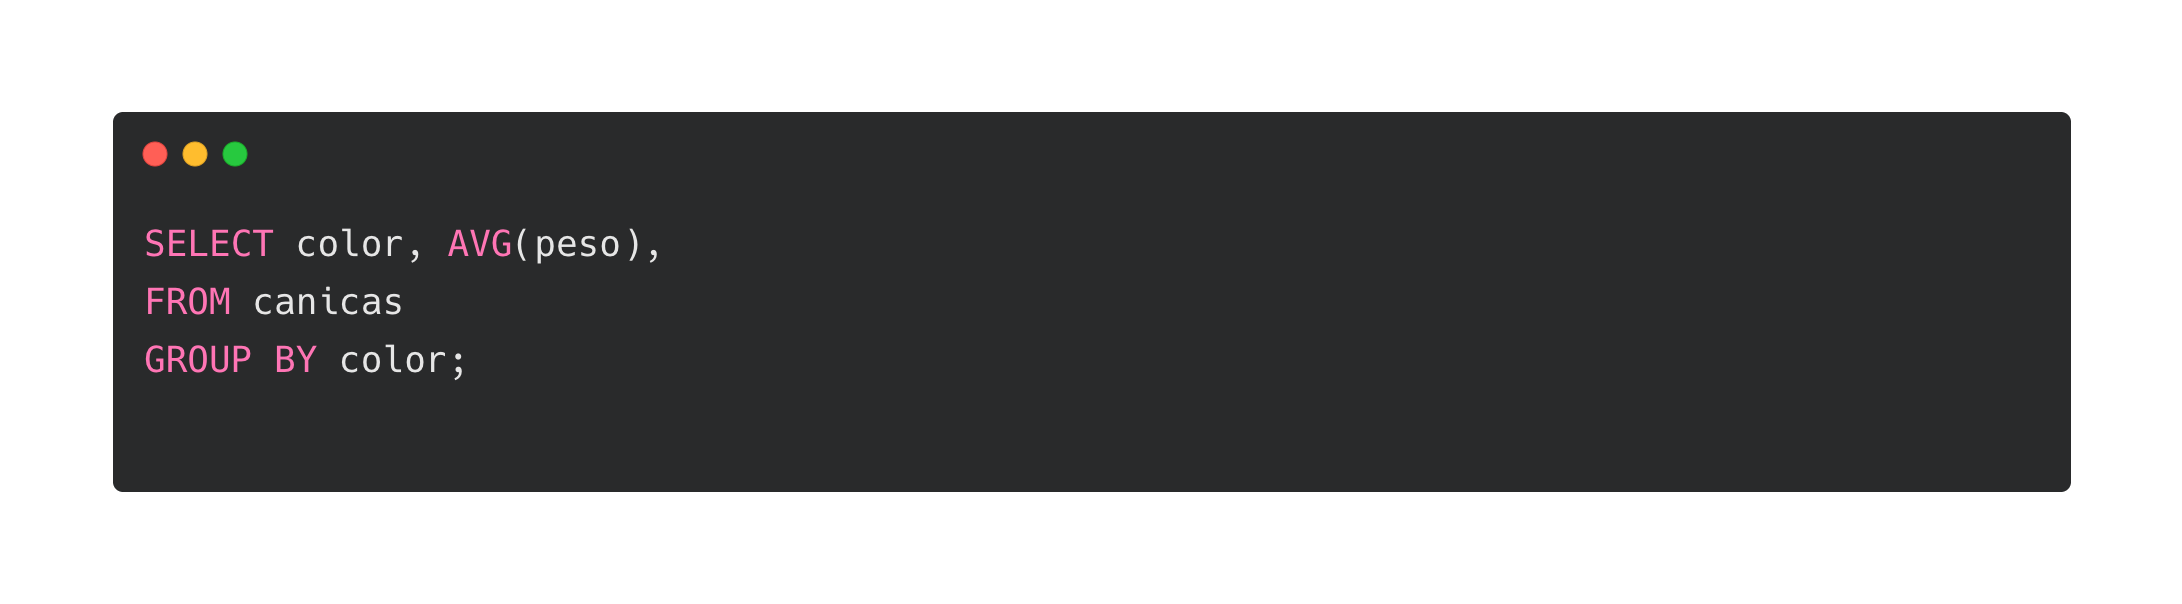 SELECT color, AVG(peso),
FROM canicas
GROUP BY color;